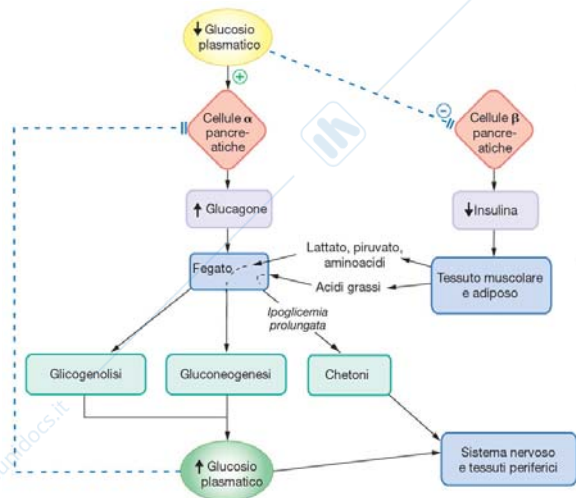 ↓ Glucosio
plasmatico
+
Cellule α
pancre-
atiche
−
Cellule β
pancre-
atiche
↑ Glucagone
↓ Insulina
Lattato, piruvato,
aminoacidi
Fegato
Acidi grassi
Tessuto muscolare
e adiposo
Ipoglicemia
prolungata
Glicogenolisi
Gluconeogenesi
Chetoni
↑ Glucosio
plasmatico
Sistema nervoso
e tessuti periferici